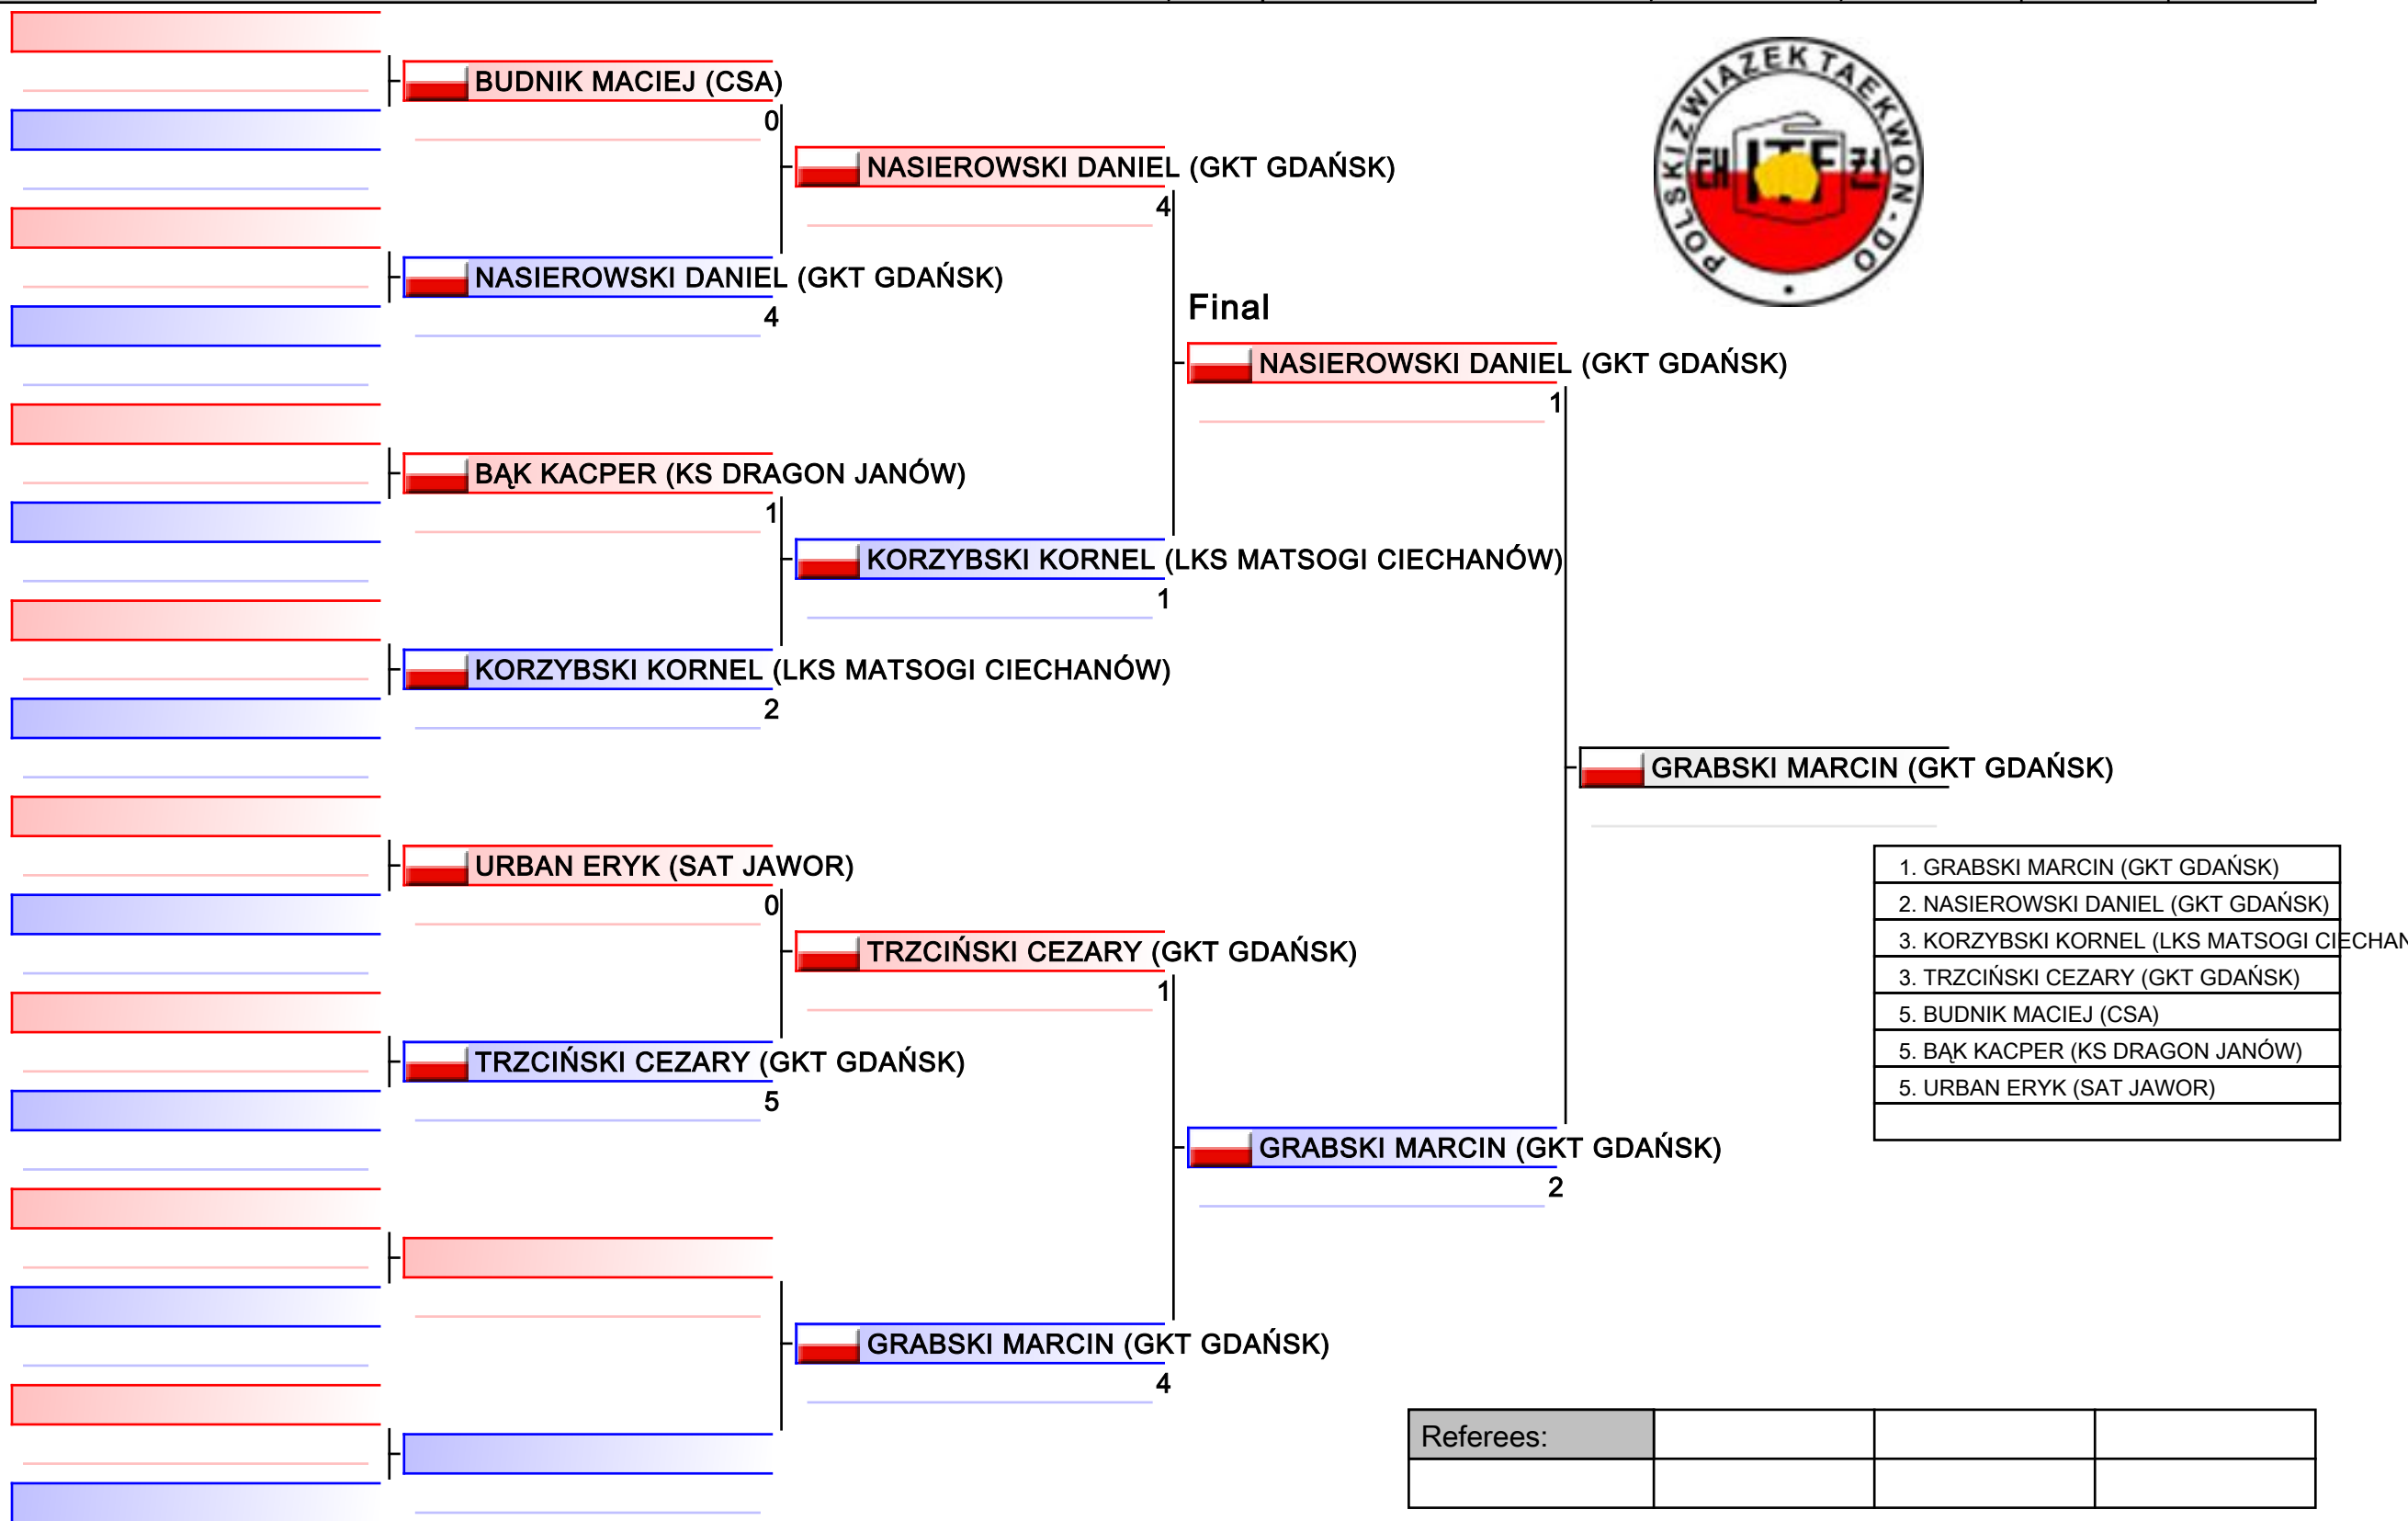 POLSKI ZWIAZEK TAEKWON-DO
ITF
BUDNIK MACIEJ (CSA)
0
NASIEROWSKI DANIEL (GKT GDAŃSK)
4
NASIEROWSKI DANIEL (GKT GDAŃSK)
4
Final
NASIEROWSKI DANIEL (GKT GDAŃSK)
1
BĄK KACPER (KS DRAGON JANÓW)
1
KORZYBSKI KORNEL (LKS MATSOGI CIECHANÓW)
1
KORZYBSKI KORNEL (LKS MATSOGI CIECHANÓW)
2
GRABSKI MARCIN (GKT GDAŃSK)
URBAN ERYK (SAT JAWOR)
0
TRZCIŃSKI CEZARY (GKT GDAŃSK)
1
TRZCIŃSKI CEZARY (GKT GDAŃSK)
5
GRABSKI MARCIN (GKT GDAŃSK)
2
GRABSKI MARCIN (GKT GDAŃSK)
4
1. GRABSKI MARCIN (GKT GDAŃSK)
2. NASIEROWSKI DANIEL (GKT GDAŃSK)
3. KORZYBSKI KORNEL (LKS MATSOGI CIECHAN
3. TRZCIŃSKI CEZARY (GKT GDAŃSK)
5. BUDNIK MACIEJ (CSA)
5. BĄK KACPER (KS DRAGON JANÓW)
5. URBAN ERYK (SAT JAWOR)
Referees: